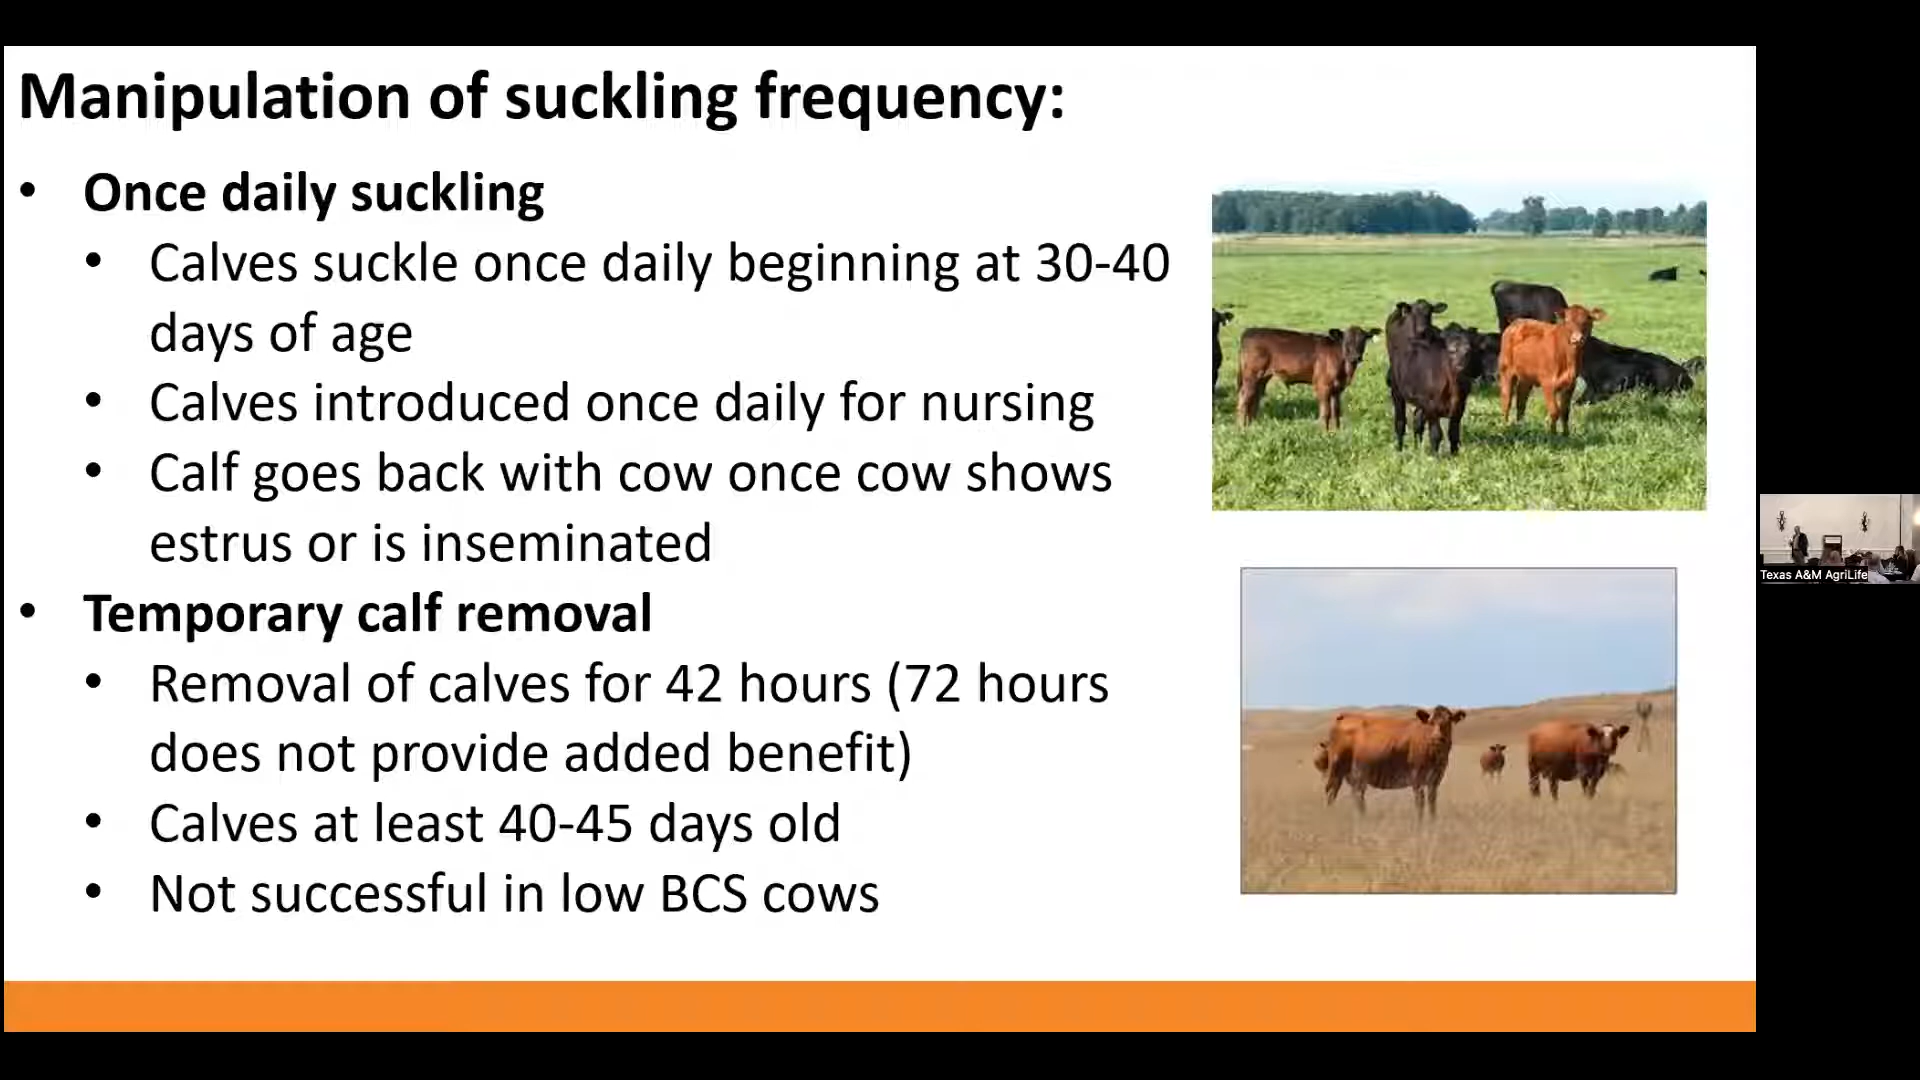 Manipulation of suckling frequency:
• Once daily suckling
• Calves suckle once daily beginning at 30-40
days of age
• Calves introduced once daily for nursing
• Calf goes back with cow once cow shows
estrus or is inseminated
• Temporary calf removal
• Removal of calves for 42 hours (72 hours
does not provide added benefit)
• Calves at least 40-45 days old
• Not successful in low BCS cows
Texas A&M AgriLife